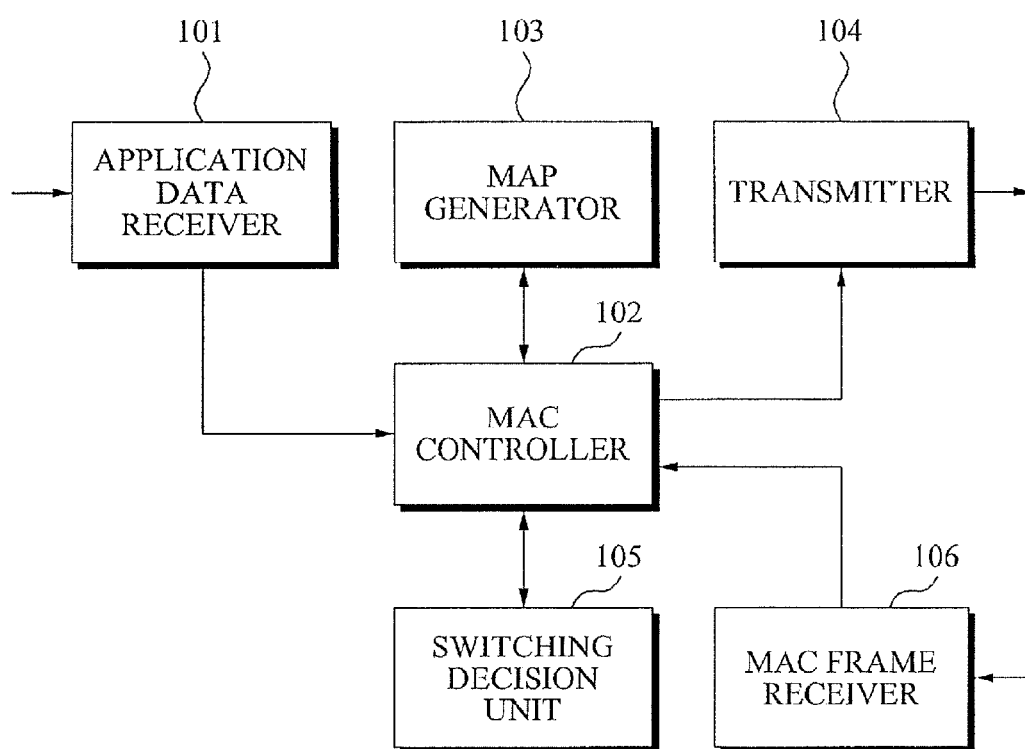 101
103
104
APPLICATION
DATA
RECEIVER
MAP
GENERATOR
TRANSMITTER
102
MAC
CONTROLLER
105
106
SWITCHING
DECISION
UNIT
MAC FRAME
RECEIVER